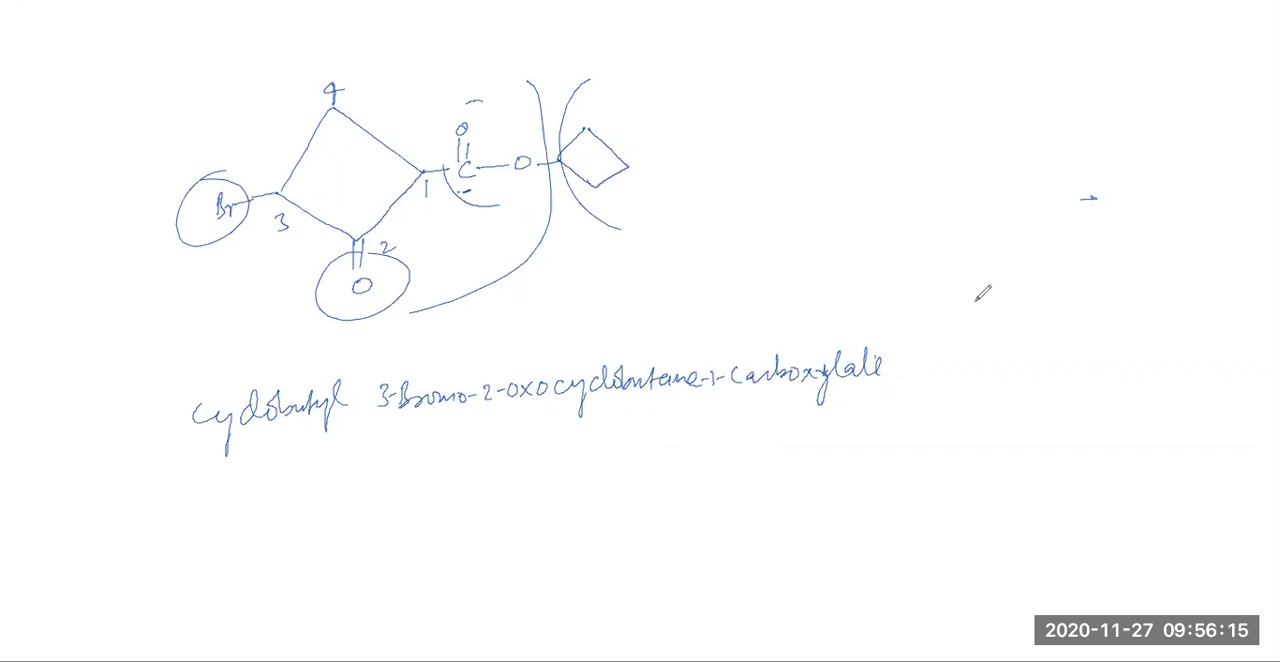 4
O
C
O
1
Br
3
2
O
cyclobutyl 3-Bromo-2-oxocyclobutane-1-carboxylate
2020-11-27 09:56:15